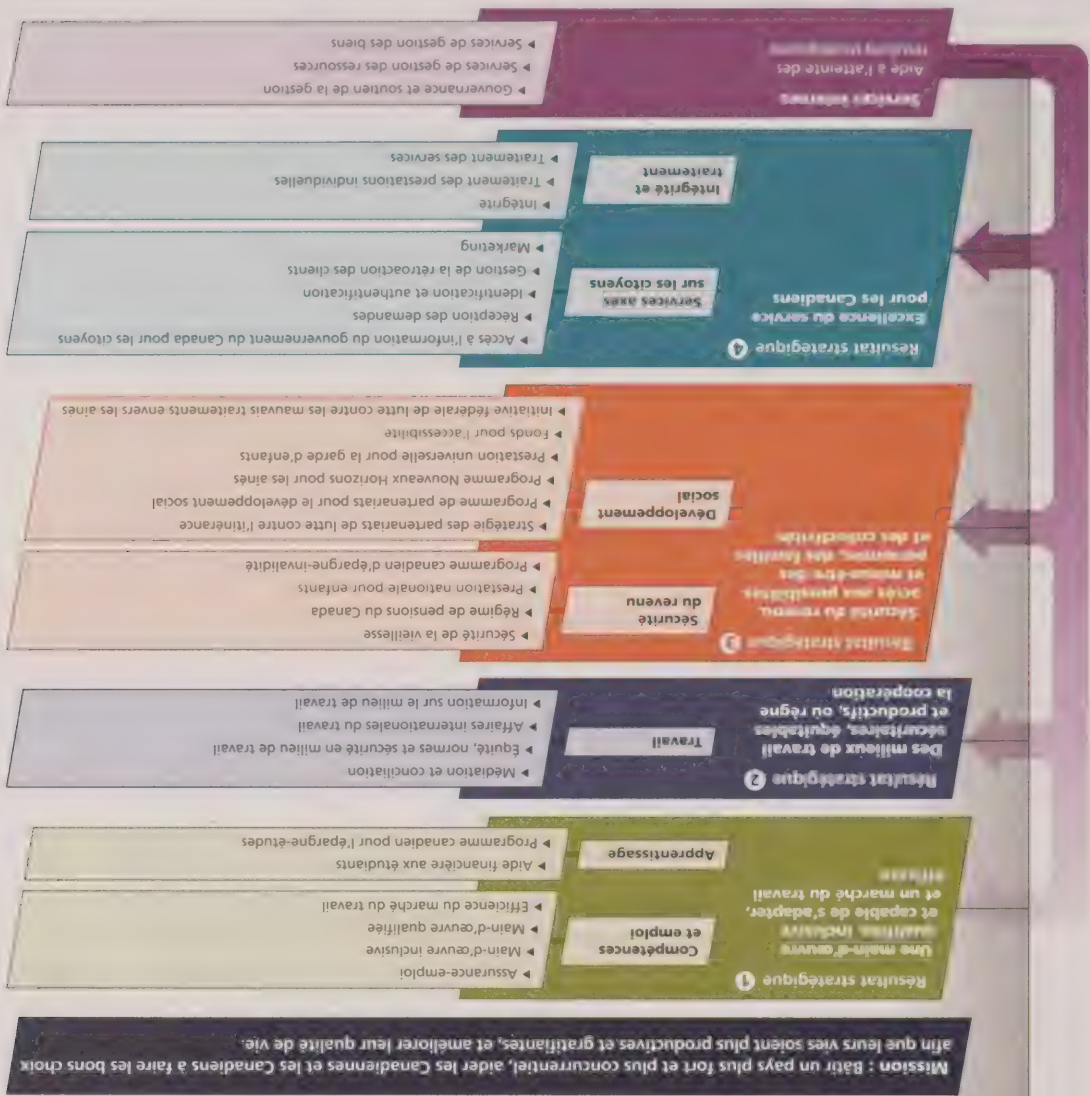 Mission : Bâtir un pays plus fort et plus concurrentiel, aider les Canadiennes et les Canadiens à faire les bons choix
afin que leurs vies soient plus productives et gratifiantes, et améliorer leur qualité de vie.
Résultat stratégique 1
Une main-d'œuvre
qualifiée, inclusive
et capable de s'adapter,
et un marché du travail
efficace
Compétences
et emploi
▸ Assurance-emploi
▸ Main-d'œuvre inclusive
▸ Main-d'œuvre qualifiée
▸ Efficience du marché du travail
Apprentissage
▸ Aide financière aux étudiants
▸ Programme canadien pour l'épargne-études
Résultat stratégique 2
Des milieux de travail
sécuritaires, équitables
et productifs, où règne
la coopération
Travail
▸ Médiation et conciliation
▸ Équité, normes et sécurité en milieu de travail
▸ Affaires internationales du travail
▸ Information sur le milieu de travail
Résultat stratégique 3
Sécurité du revenu,
accès aux possibilités
et mieux-être des
personnes, des familles
et des collectivités
Sécurité
du revenu
▸ Sécurité de la vieillesse
▸ Régime de pensions du Canada
▸ Prestation nationale pour enfants
▸ Programme canadien d'épargne-invalidité
Développement
social
▸ Stratégie des partenariats de lutte contre l'itinérance
▸ Programme de partenariats pour le développement social
▸ Programme Nouveaux Horizons pour les aînés
▸ Prestation universelle pour la garde d'enfants
▸ Fonds pour l'accessibilité
▸ Initiative fédérale de lutte contre les mauvais traitements envers les aînés
Résultat stratégique 4
Excellence du service
pour les Canadiens
Services axés
sur les citoyens
▸ Accès à l'information du gouvernement du Canada pour les citoyens
▸ Réception des demandes
▸ Identification et authentification
▸ Gestion de la rétroaction des clients
▸ Marketing
Intégrité et
traitement
▸ Intégrité
▸ Traitement des prestations individuelles
▸ Traitement des services
Services internes
Aide à l'atteinte des
résultats stratégiques
▸ Gouvernance et soutien de la gestion
▸ Services de gestion des ressources
▸ Services de gestion des biens